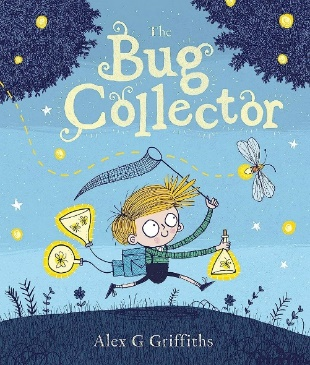 The
Bug
Collector
Alex G Griffiths